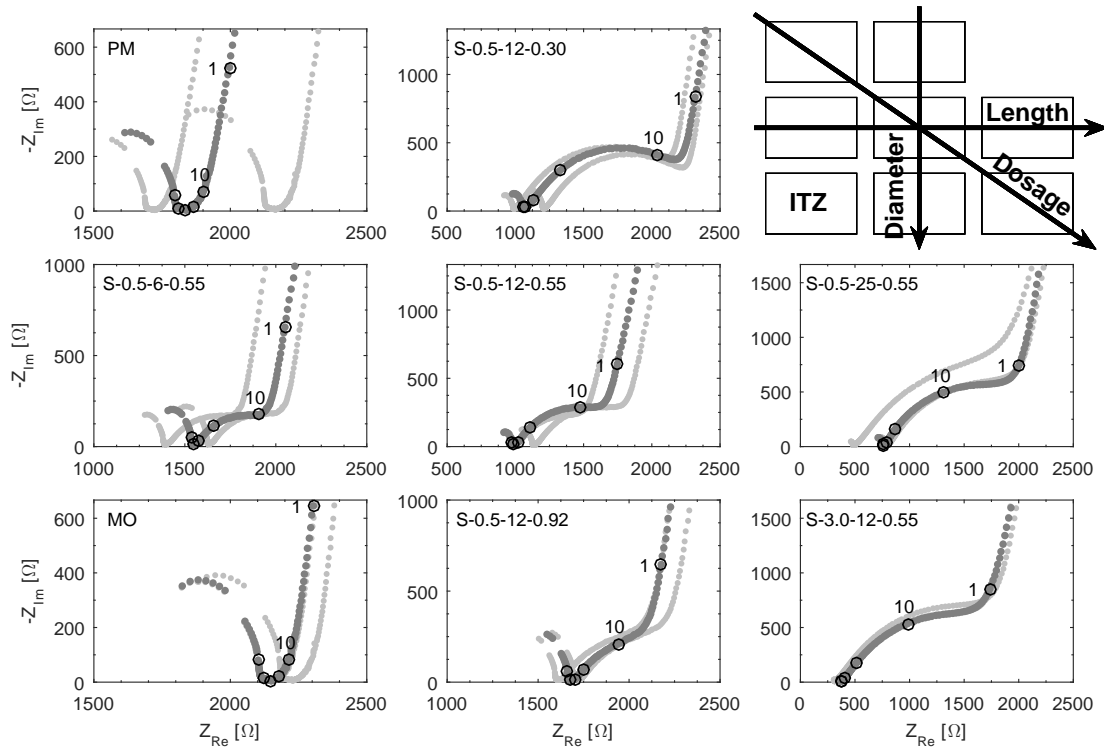 PM
-Z_Im [Ω]
600
400
200
0
1500 2000 2500
1
10
S-0.5-12-0.30
1000
500
0
500 1000 1500 2000 2500
1
10
Length
Diameter
Dosage
ITZ
S-0.5-6-0.55
-Z_Im [Ω]
1000
500
0
1000 1500 2000 2500
1
10
S-0.5-12-0.55
1000
500
0
500 1000 1500 2000 2500
1
10
S-0.5-25-0.55
1500
1000
500
0
0 500 1000 1500 2000 2500
1
10
MO
-Z_Im [Ω]
600
400
200
0
1500 2000 2500
Z_Re [Ω]
1
10
S-0.5-12-0.92
1000
500
0
1000 1500 2000 2500
Z_Re [Ω]
1
10
S-3.0-12-0.55
1500
1000
500
0
0 500 1000 1500 2000 2500
Z_Re [Ω]
1
10